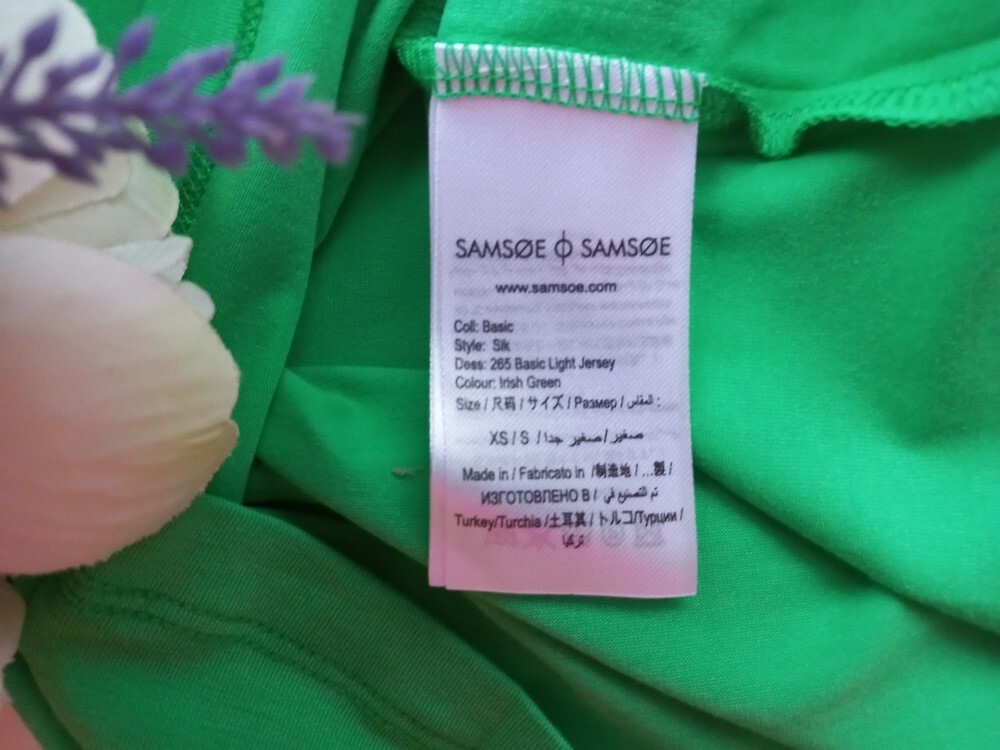 SAMSØE ϕ SAMSØE
www.samsoe.com
Coll: Basic
Style: Sik
Dess: 265 Basic Light Jersey
Colour: Irish Green
Size / 尺码 / サイズ / Размер / المقاس :
XS / S / صغير/صغير جدا
Made in / Fabricato in /制造地 / ...製 /
ИЗГОТОВЛЕНО В / تم التصنيع في
Turkey/Turchia /土耳其 / トルコ/Турции /
تركيا